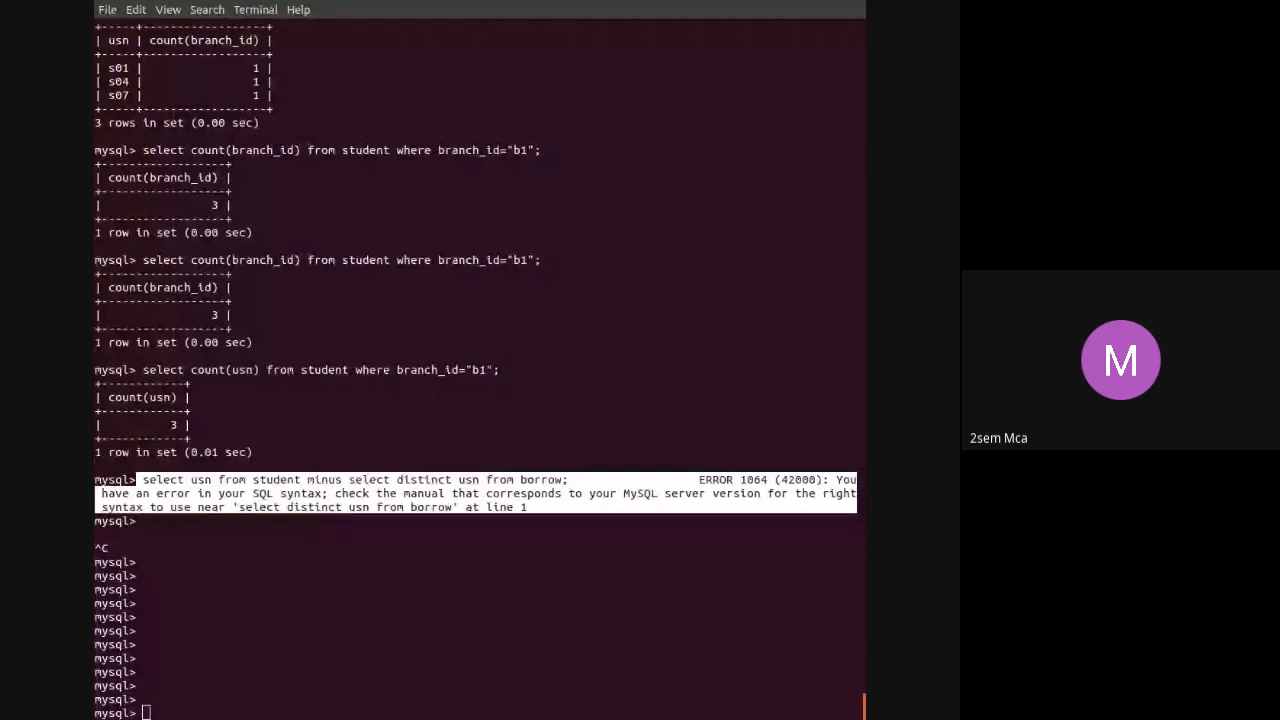 File Edit View Search Terminal Help
+-----+------------------+
| usn | count(branch_id) |
+-----+------------------+
| s01 |                1 |
| s04 |                1 |
| s07 |                1 |
+-----+------------------+
3 rows in set (0.00 sec)
mysql> select count(branch_id) from student where branch_id="b1";
+------------------+
| count(branch_id) |
+------------------+
|                3 |
+------------------+
1 row in set (0.00 sec)
mysql> select count(branch_id) from student where branch_id="b1";
+------------------+
| count(branch_id) |
+------------------+
|                3 |
+------------------+
1 row in set (0.00 sec)
mysql> select count(usn) from student where branch_id="b1";
+------------+
| count(usn) |
+------------+
|          3 |
+------------+
1 row in set (0.01 sec)
mysql> select usn from student minus select distinct usn from borrow; ERROR 1064 (42000): You
have an error in your SQL syntax; check the manual that corresponds to your MySQL server version for the right
syntax to use near 'select distinct usn from borrow' at line 1
mysql>
^C
mysql>
mysql>
mysql>
mysql>
mysql>
mysql>
mysql>
mysql>
mysql>
mysql>
mysql>
mysql>
M
2sem Mca